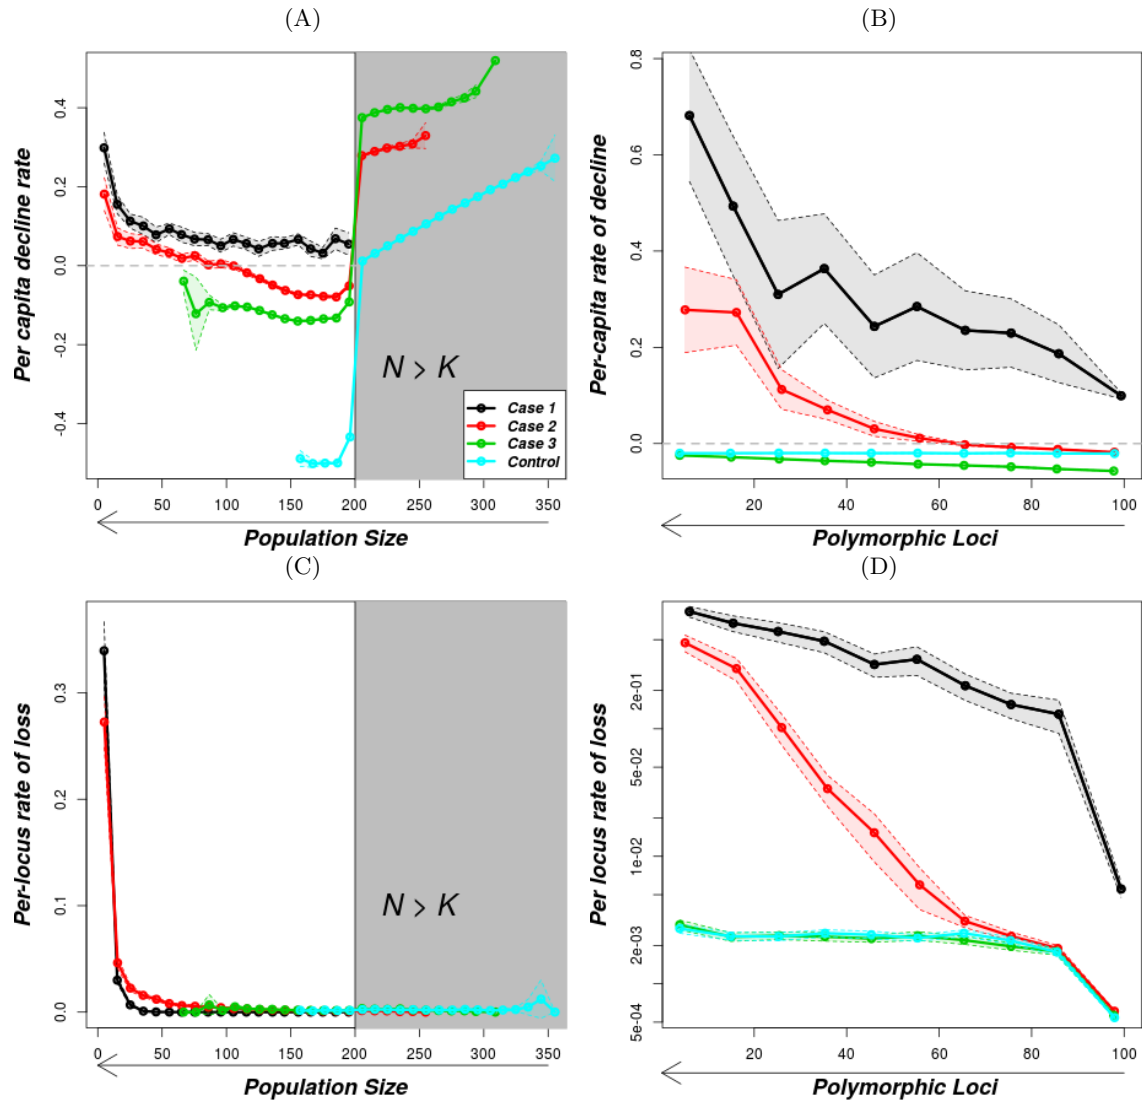 (A)
Per capita decline rate
0.4
0.2
0.0
-0.2
-0.4
N > K
Case 1
Case 2
Case 3
Control
0 50 100 150 200 250 300 350
Population Size
(B)
Per-capita rate of decline
0.8
0.6
0.4
0.2
0.0
20 40 60 80 100
Polymorphic Loci
(C)
Per-locus rate of loss
0.3
0.2
0.1
0.0
N > K
0 50 100 150 200 250 300 350
Population Size
(D)
Per locus rate of loss
2e-01
5e-02
1e-02
2e-03
5e-04
20 40 60 80 100
Polymorphic Loci